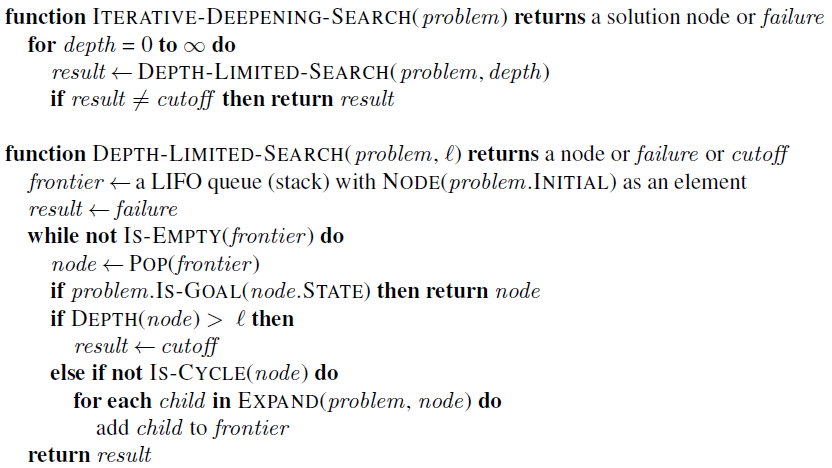 function ITERATIVE-DEEPENING-SEARCH(problem) returns a solution node or failure
for depth = 0 to ∞ do
result ← DEPTH-LIMITED-SEARCH(problem, depth)
if result ≠ cutoff then return result
function DEPTH-LIMITED-SEARCH(problem, ℓ) returns a node or failure or cutoff
frontier ← a LIFO queue (stack) with NODE(problem.INITIAL) as an element
result ← failure
while not IS-EMPTY(frontier) do
node ← POP(frontier)
if problem.IS-GOAL(node.STATE) then return node
if DEPTH(node) > ℓ then
result ← cutoff
else if not IS-CYCLE(node) do
for each child in EXPAND(problem, node) do
add child to frontier
return result